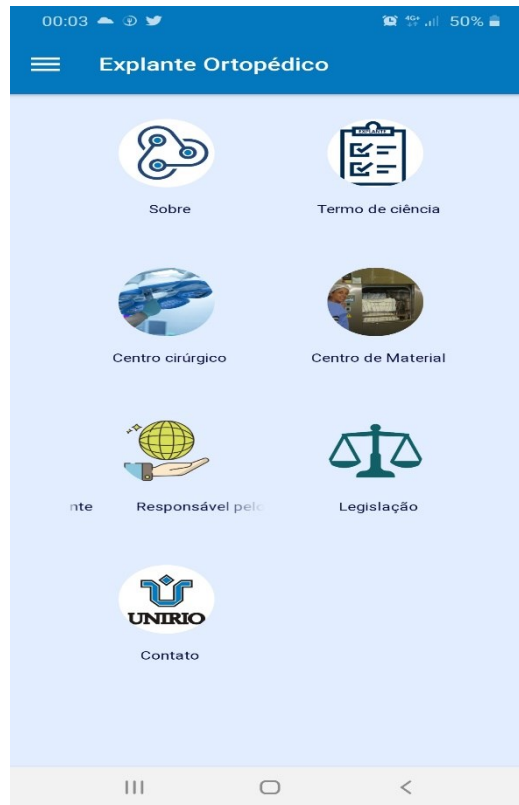 00:03 4G+ 50%
Explante Ortopédico
EXPLANTE
Sobre Termo de ciência
Centro cirúrgico Centro de Material
nte Responsável pelo Legislação
UNIRIO
Contato